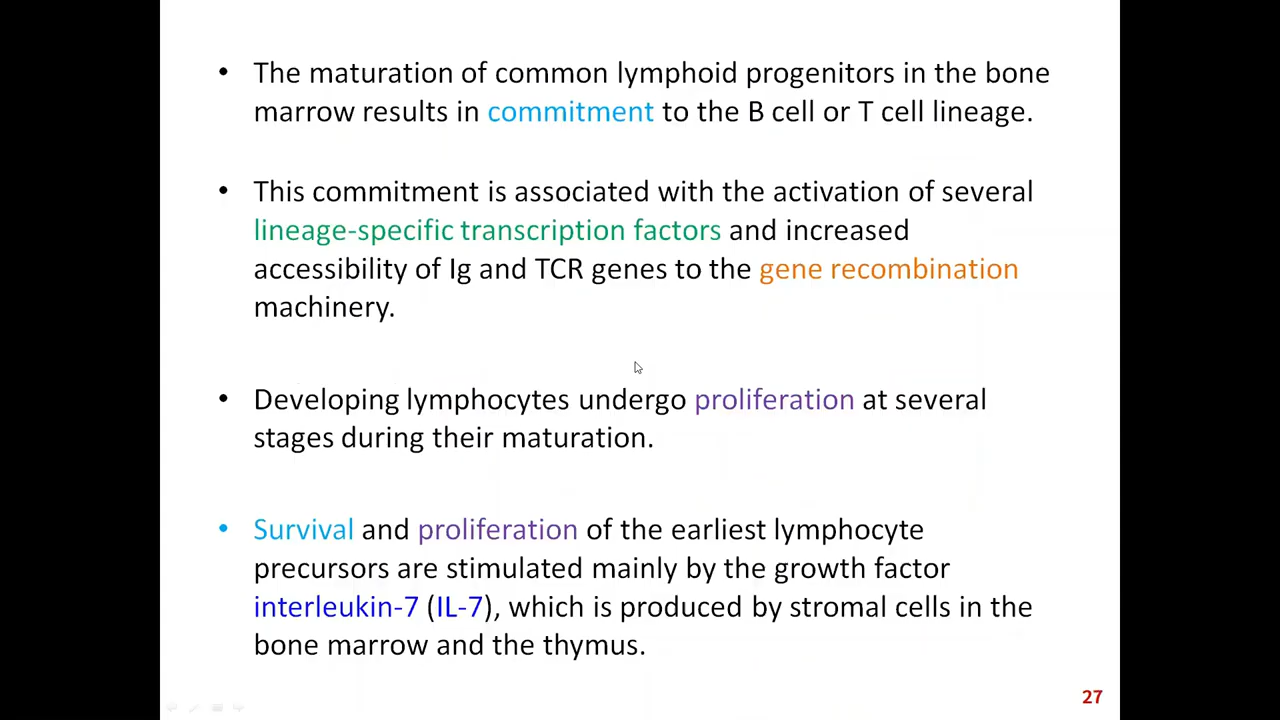 • The maturation of common lymphoid progenitors in the bone
marrow results in commitment to the B cell or T cell lineage.
• This commitment is associated with the activation of several
lineage-specific transcription factors and increased
accessibility of Ig and TCR genes to the gene recombination
machinery.
• Developing lymphocytes undergo proliferation at several
stages during their maturation.
• Survival and proliferation of the earliest lymphocyte
precursors are stimulated mainly by the growth factor
interleukin-7 (IL-7), which is produced by stromal cells in the
bone marrow and the thymus.
27